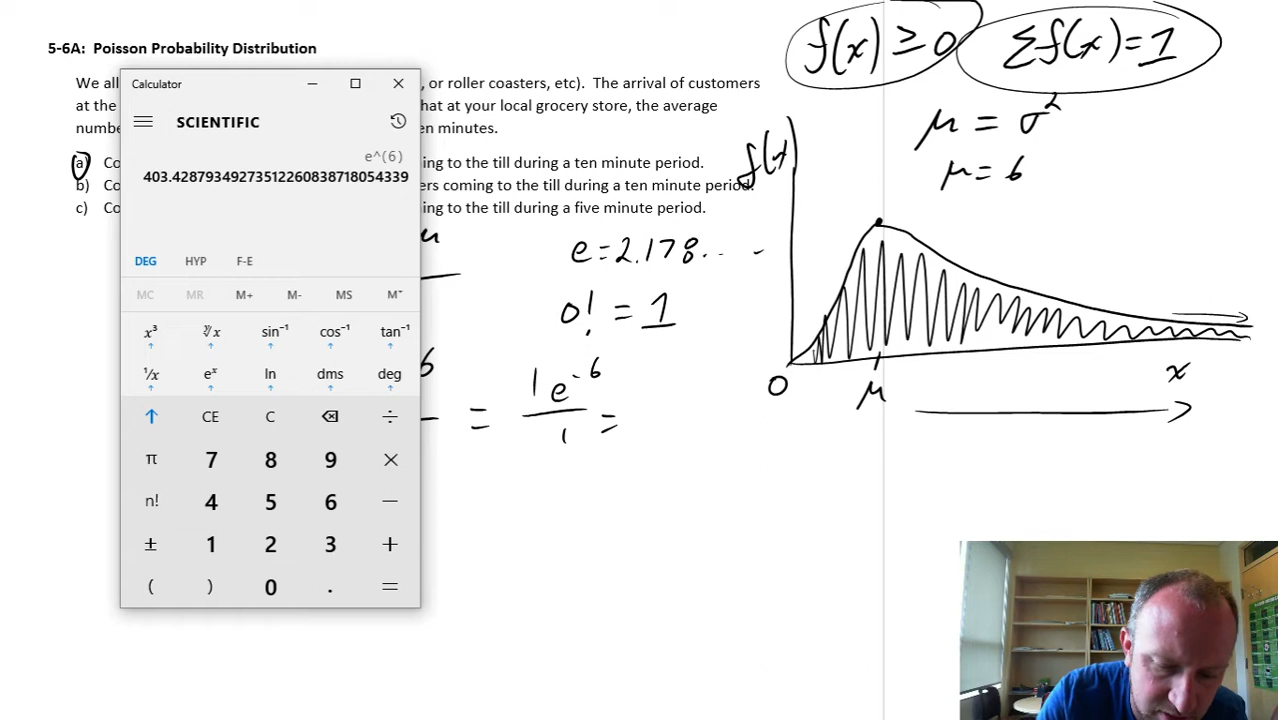 5-6A: Poisson Probability Distribution
We all , or roller coasters, etc). The arrival of customers
at the hat at your local grocery store, the average
numbe en minutes.
a) Co ing to the till during a ten minute period.
b) Co ers coming to the till during a ten minute period.
c) Co ing to the till during a five minute period.
Calculator
SCIENTIFIC
e^(6)
403.42879349273512260838718054339
DEG HYP F-E
MC MR M+ M- MS M˅
x³ ʸ√x sin⁻¹ cos⁻¹ tan⁻¹
¹/x eˣ ln dms deg
↑ CE C ⌫ ÷
π 7 8 9 ×
n! 4 5 6 −
± 1 2 3 +
( ) 0 . =
f(x) ≥ 0 Σf(x) = 1
μ = σ²
μ = 6
f(x)
μ
e = 2.178...
0! = 1
6
= 1e⁻⁶ / 1 =
0 μ x